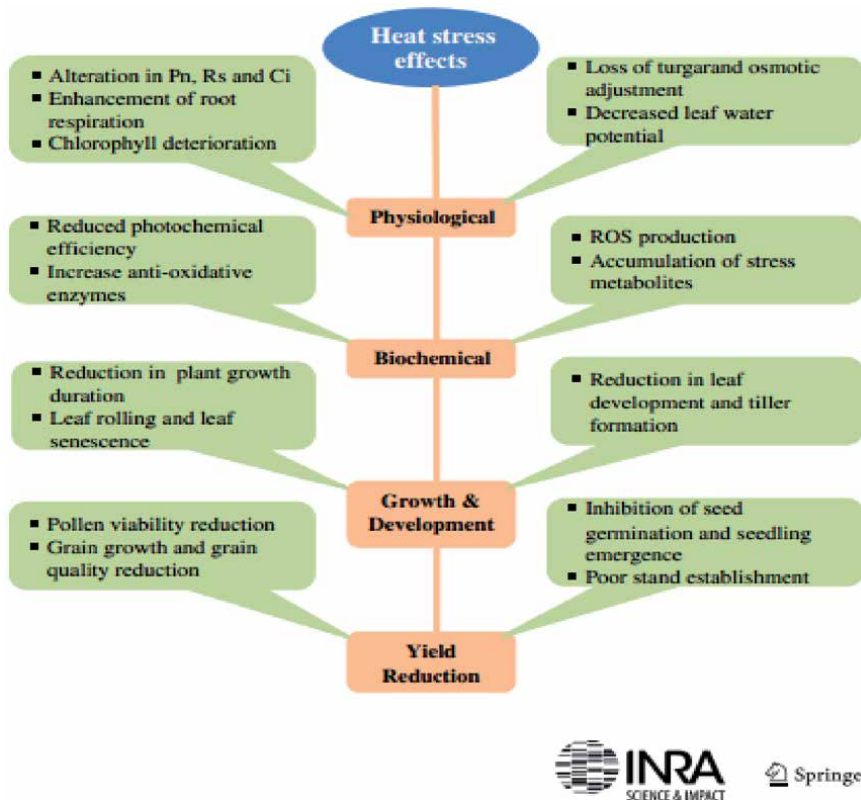 Heat stress
effects
▪ Alteration in Pn, Rs and Ci
▪ Enhancement of root
respiration
▪ Chlorophyll deterioration
▪ Loss of turgarand osmotic
adjustment
▪ Decreased leaf water
potential
Physiological
▪ Reduced photochemical
efficiency
▪ Increase anti-oxidative
enzymes
▪ ROS production
▪ Accumulation of stress
metabolites
Biochemical
▪ Reduction in plant growth
duration
▪ Leaf rolling and leaf
senescence
▪ Reduction in leaf
development and tiller
formation
Growth &
Development
▪ Pollen viability reduction
▪ Grain growth and grain
quality reduction
▪ Inhibition of seed
germination and seedling
emergence
▪ Poor stand establishment
Yield
Reduction
INRA
SCIENCE & IMPACT
Springe